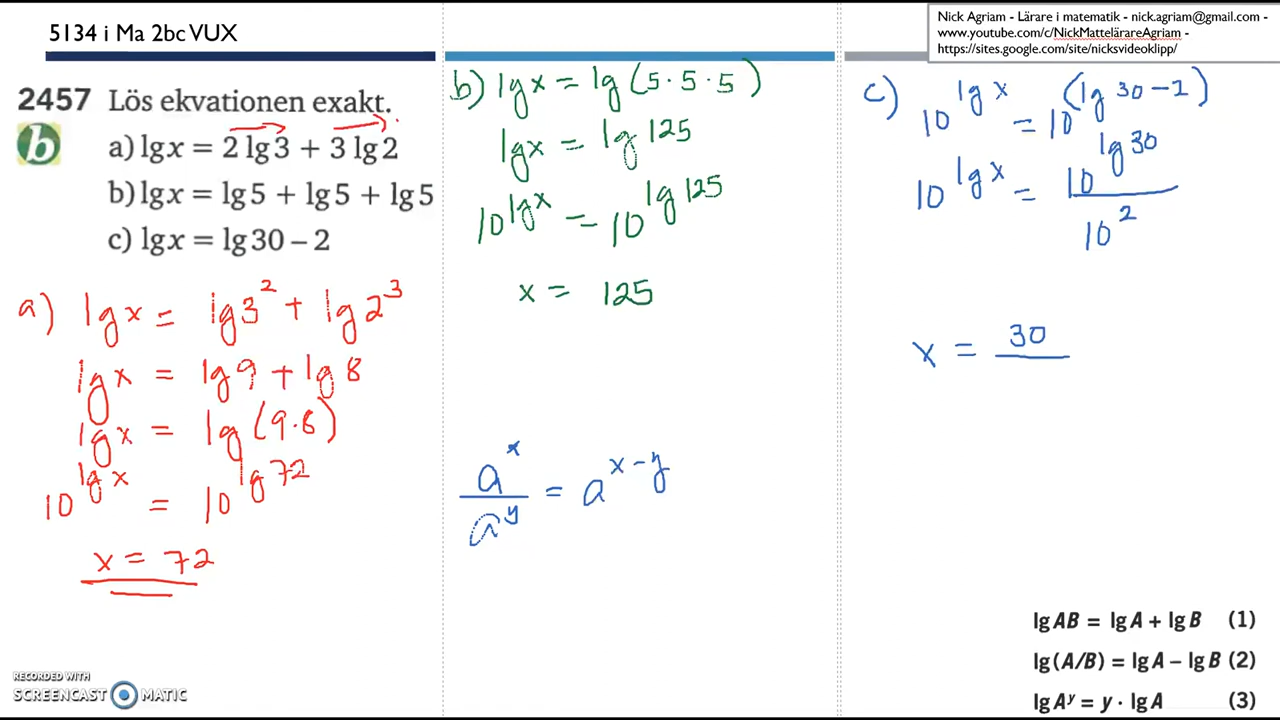 5134 i Ma 2bc VUX
Nick Agriam - Lärare i matematik - nick.agriam@gmail.com -
www.youtube.com/c/NickMattelärareAgriam -
https://sites.google.com/site/nicksvideoklipp/
2457 Lös ekvationen exakt.
b
a) lg x = 2 lg 3 + 3 lg 2
b) lg x = lg 5 + lg 5 + lg 5
c) lg x = lg 30 – 2
a) lg x = lg 3² + lg 2³
lg x = lg 9 + lg 8
lg x = lg (9·8)
10^lg x = 10^lg 72
x = 72
b) lg x = lg (5·5·5)
lg x = lg 125
10^lg x = 10^lg 125
x = 125
a^x / a^y = a^x-y
c) 10^lg x = 10^(lg 30 - 2)
10^lg x = 10^lg 30 / 10^2
x = 30
lg AB = lg A + lg B (1)
lg (A/B) = lg A – lg B (2)
lg A^y = y · lg A (3)
RECORDED WITH
SCREENCAST MATIC